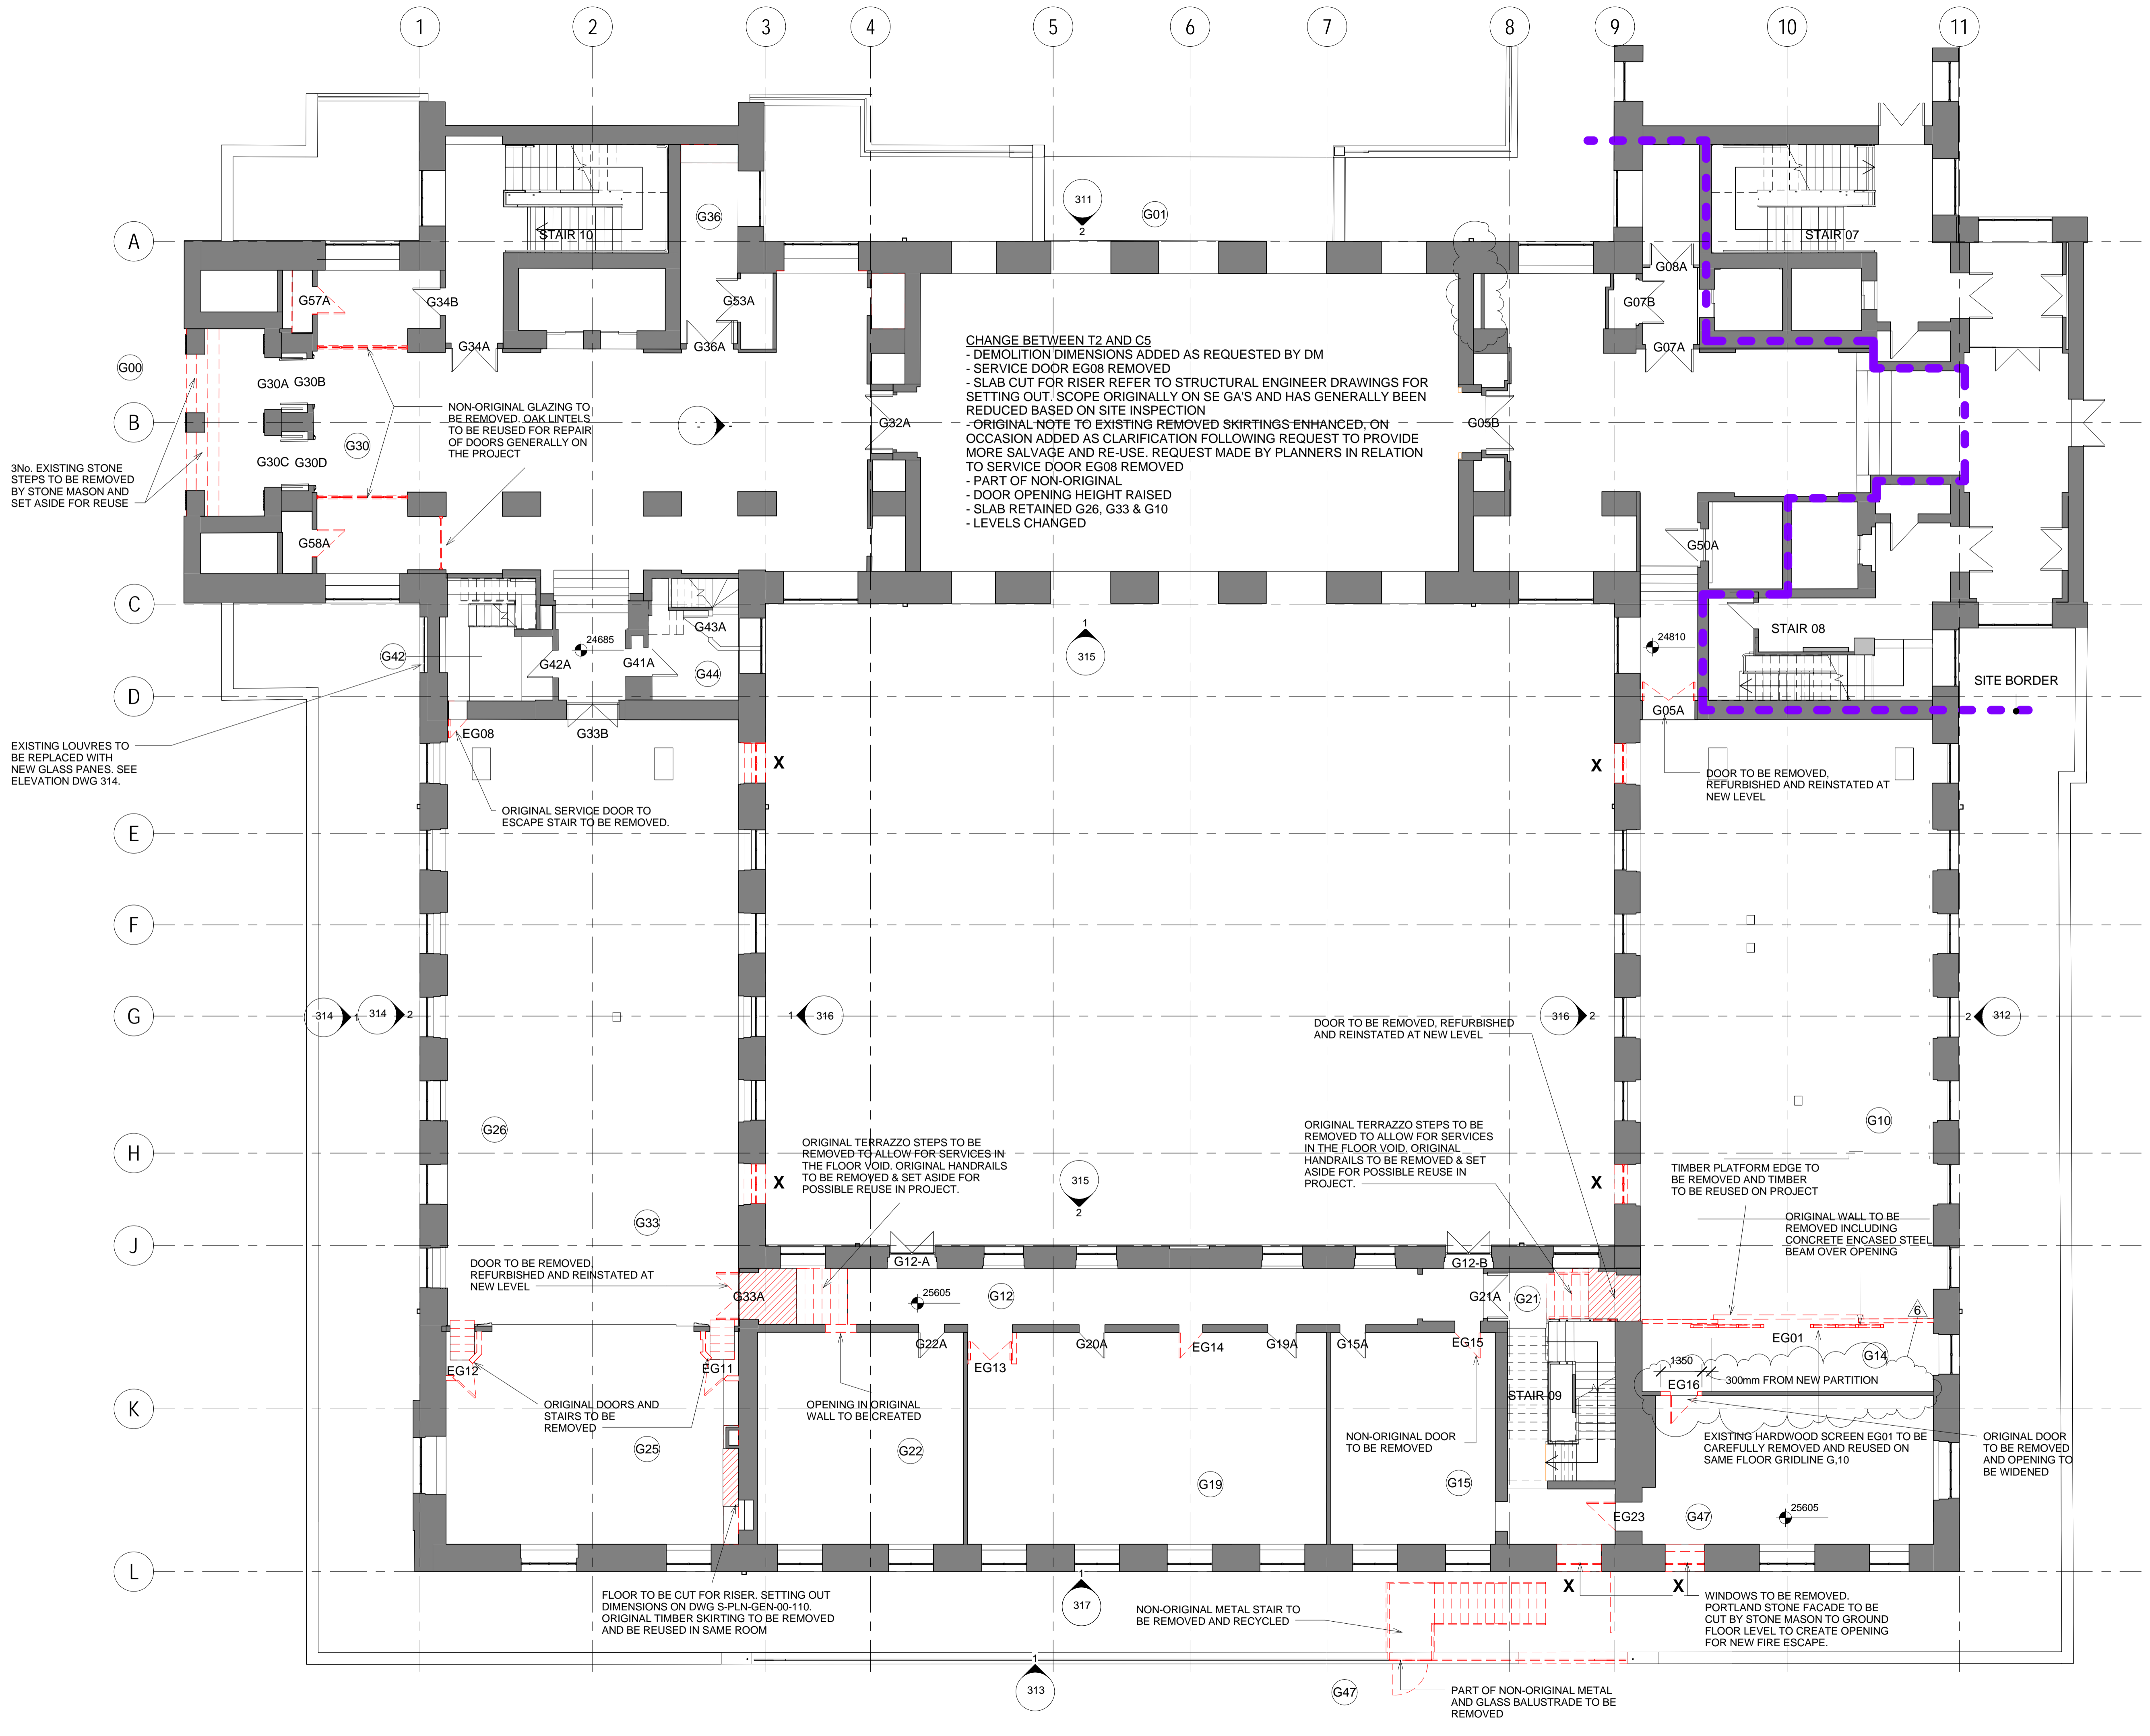 1
2
3
4
5
6
7
8
9
10
11
311
2
G01
G36
STAIR 10
STAIR 07
A
G57A
G34B
G53A
G08A
G07B
G34A
G36A
G07A
G00
G30A
G30B
B
G30
G30C
G30D
-
-
G32A
G05B
CHANGE BETWEEN T2 AND C5
- DEMOLITION DIMENSIONS ADDED AS REQUESTED BY DM
- SERVICE DOOR EG08 REMOVED
- SLAB CUT FOR RISER REFER TO STRUCTURAL ENGINEER DRAWINGS FOR
SETTING OUT. SCOPE ORIGINALLY ON SE GA'S AND HAS GENERALLY BEEN
REDUCED BASED ON SITE INSPECTION
- ORIGINAL NOTE TO EXISTING REMOVED SKIRTINGS ENHANCED, ON
OCCASION ADDED AS CLARIFICATION FOLLOWING REQUEST TO PROVIDE
MORE SALVAGE AND RE-USE. REQUEST MADE BY PLANNERS IN RELATION
TO SERVICE DOOR EG08 REMOVED
- PART OF NON-ORIGINAL
- DOOR OPENING HEIGHT RAISED
- SLAB RETAINED G26, G33 & G10
- LEVELS CHANGED
NON-ORIGINAL GLAZING TO
BE REMOVED. OAK LINTELS
TO BE REUSED FOR REPAIR
OF DOORS GENERALLY ON
THE PROJECT
3No. EXISTING STONE
STEPS TO BE REMOVED
BY STONE MASON AND
SET ASIDE FOR REUSE
G58A
G50A
C
G43A
24685
24810
STAIR 08
1
315
G42
G42A
G41A
G44
D
SITE BORDER
G05A
EG08
G33B
EXISTING LOUVRES TO
BE REPLACED WITH
NEW GLASS PANES. SEE
ELEVATION DWG 314.
X
X
DOOR TO BE REMOVED,
REFURBISHED AND REINSTATED AT
NEW LEVEL
ORIGINAL SERVICE DOOR TO
ESCAPE STAIR TO BE REMOVED.
E
F
G
314
1
314
2
1
316
316
2
2
312
DOOR TO BE REMOVED, REFURBISHED
AND REINSTATED AT NEW LEVEL
G26
G10
H
ORIGINAL TERRAZZO STEPS TO BE
REMOVED TO ALLOW FOR SERVICES IN
THE FLOOR VOID. ORIGINAL HANDRAILS
TO BE REMOVED & SET ASIDE FOR
POSSIBLE REUSE IN PROJECT.
ORIGINAL TERRAZZO STEPS TO BE
REMOVED TO ALLOW FOR SERVICES
IN THE FLOOR VOID. ORIGINAL
HANDRAILS TO BE REMOVED & SET
ASIDE FOR POSSIBLE REUSE IN
PROJECT.
X
X
315
2
TIMBER PLATFORM EDGE TO
BE REMOVED AND TIMBER
TO BE REUSED ON PROJECT
ORIGINAL WALL TO BE
REMOVED INCLUDING
CONCRETE ENCASED STEEL
BEAM OVER OPENING
G33
J
G12-A
G12-B
DOOR TO BE REMOVED,
REFURBISHED AND REINSTATED AT
NEW LEVEL
G33A
25605
G12
G21A
G21
6
EG01
G14
G22A
EG13
G20A
EG14
G19A
G15A
EG15
EG12
EG11
1350
300mm FROM NEW PARTITION
EG16
STAIR 09
K
ORIGINAL DOORS AND
STAIRS TO BE
REMOVED
OPENING IN ORIGINAL
WALL TO BE CREATED
NON-ORIGINAL DOOR
TO BE REMOVED
EXISTING HARDWOOD SCREEN EG01 TO BE
CAREFULLY REMOVED AND REUSED ON
SAME FLOOR GRIDLINE G,10
ORIGINAL DOOR
TO BE REMOVED
AND OPENING TO
BE WIDENED
G25
G22
G19
G15
EG23
G47
25605
L
FLOOR TO BE CUT FOR RISER. SETTING OUT
DIMENSIONS ON DWG S-PLN-GEN-00-110.
ORIGINAL TIMBER SKIRTING TO BE REMOVED
AND BE REUSED IN SAME ROOM
1
317
NON-ORIGINAL METAL STAIR TO
BE REMOVED AND RECYCLED
X
X
WINDOWS TO BE REMOVED.
PORTLAND STONE FACADE TO BE
CUT BY STONE MASON TO GROUND
FLOOR LEVEL TO CREATE OPENING
FOR NEW FIRE ESCAPE.
1
313
G47
PART OF NON-ORIGINAL METAL
AND GLASS BALUSTRADE TO BE
REMOVED